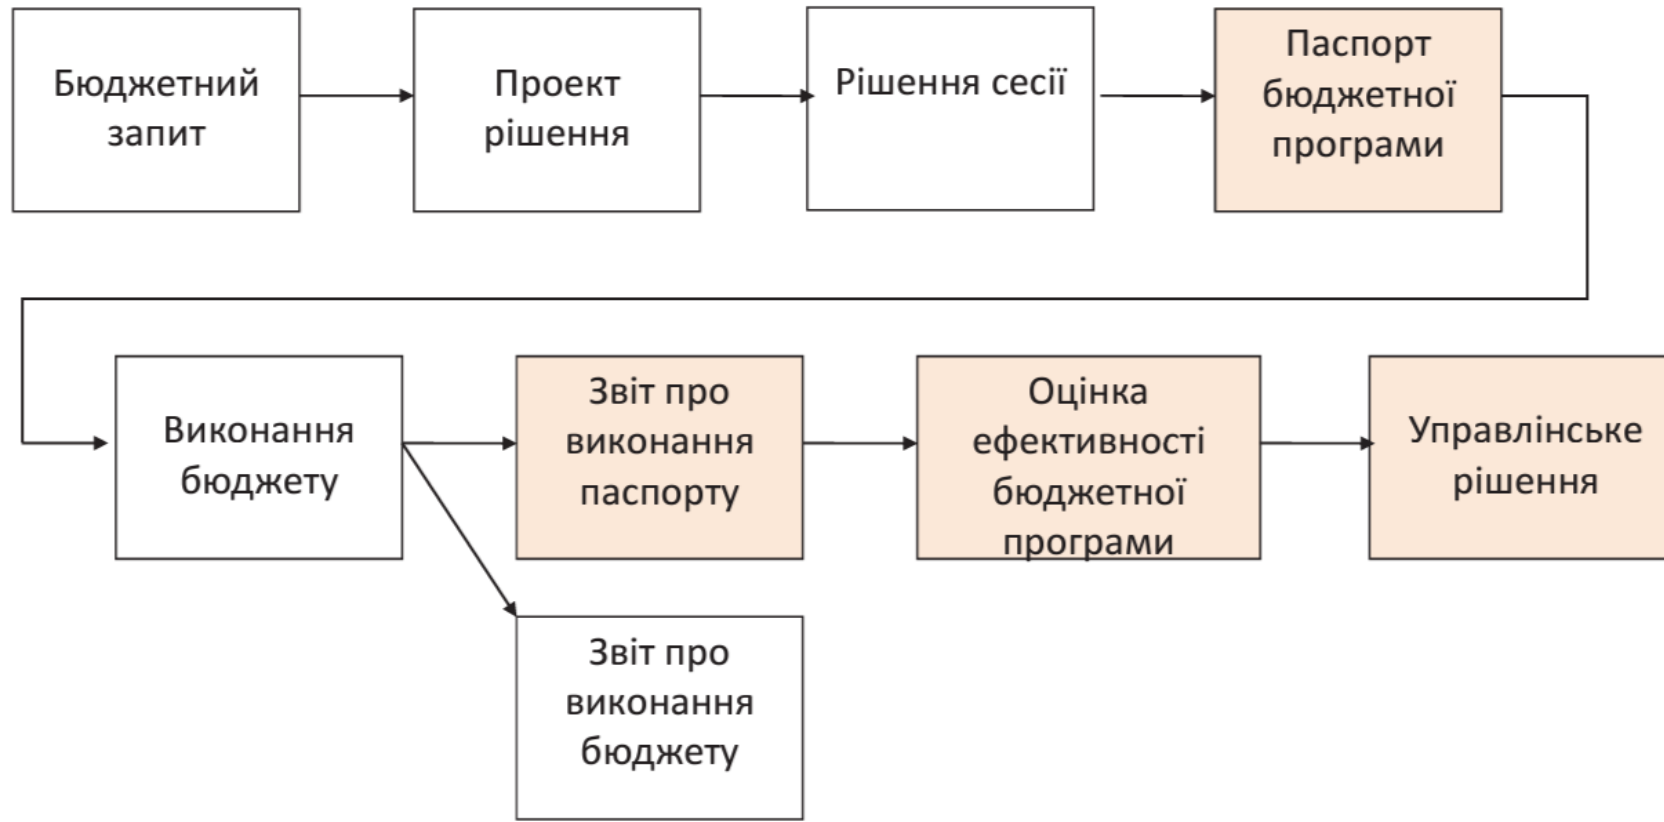 Бюджетний
запит
Проект
рішення
Рішення сесії
Паспорт
бюджетної
програми
Виконання
бюджету
Звіт про
виконання
паспорту
Оцінка
ефективності
бюджетної
програми
Управлінське
рішення
Звіт про
виконання
бюджету